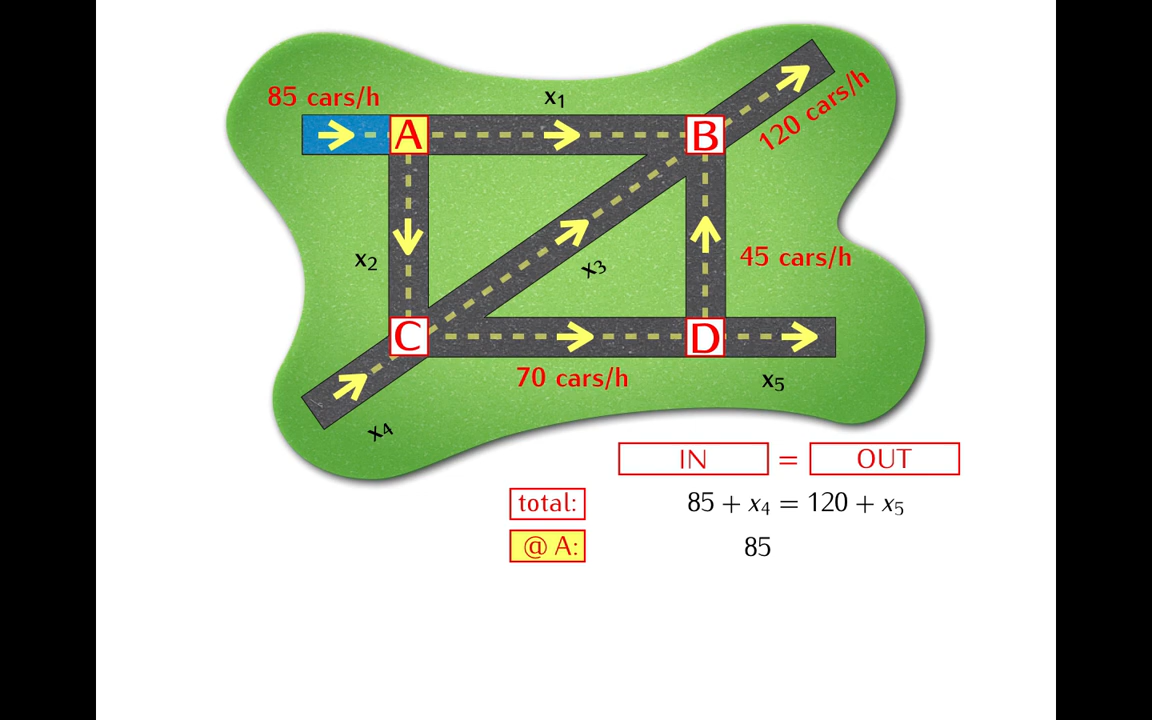 85 cars/h
x₁
120 cars/h
A
B
x₂
x₃
45 cars/h
C
D
70 cars/h
x₄
x₅
IN = OUT
total: 85 + x₄ = 120 + x₅
@ A: 85